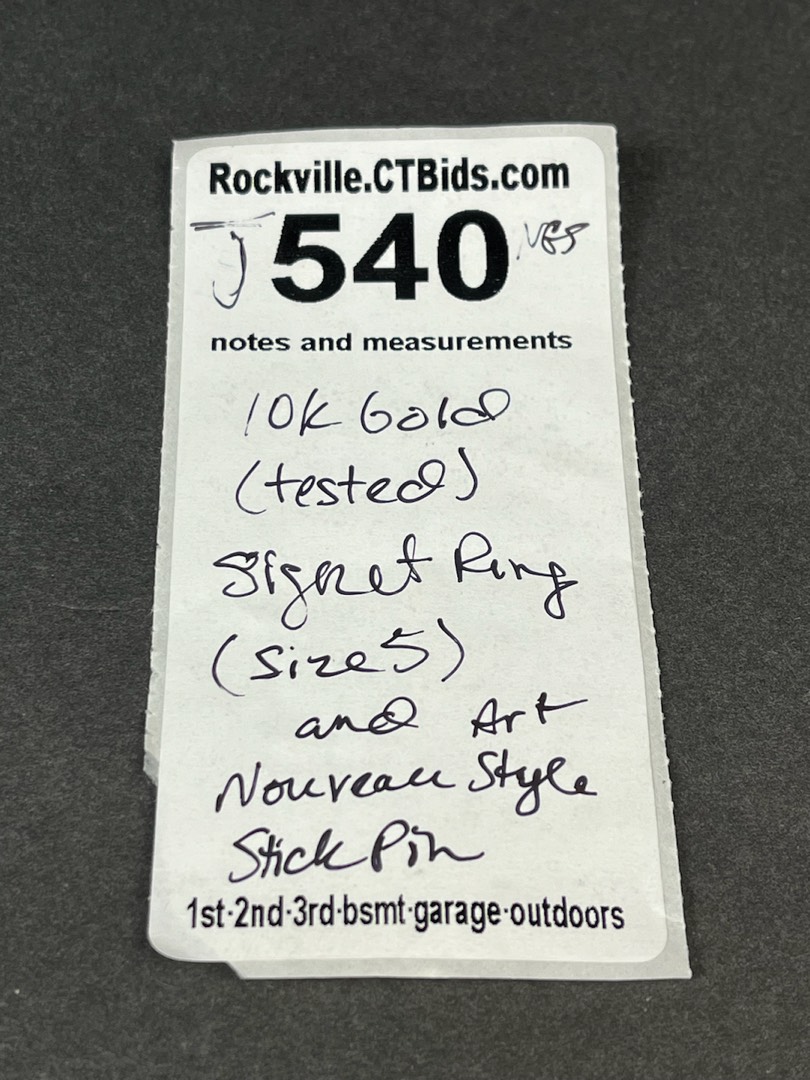 Rockville.CTBids.com
J 540
notes and measurements
10K Gold
(tested)
Signet Ring
(size 5)
and Art
Nouveau Style
Stick Pin
1st·2nd·3rd·bsmt·garage·outdoors